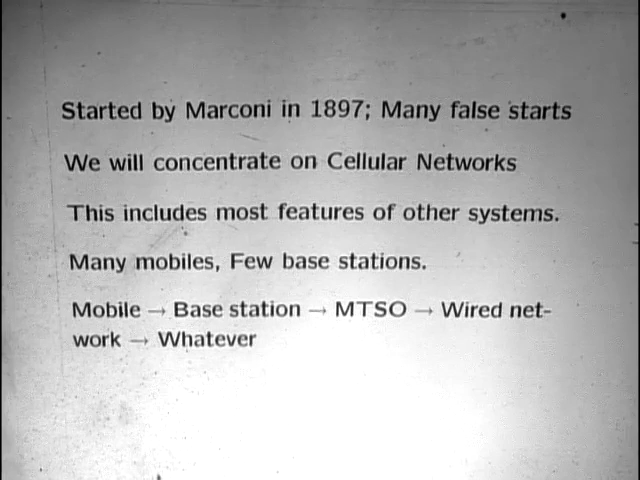 Started by Marconi in 1897; Many false starts
We will concentrate on Cellular Networks
This includes most features of other systems.
Many mobiles, Few base stations.
Mobile → Base station → MTSO → Wired net-
work → Whatever